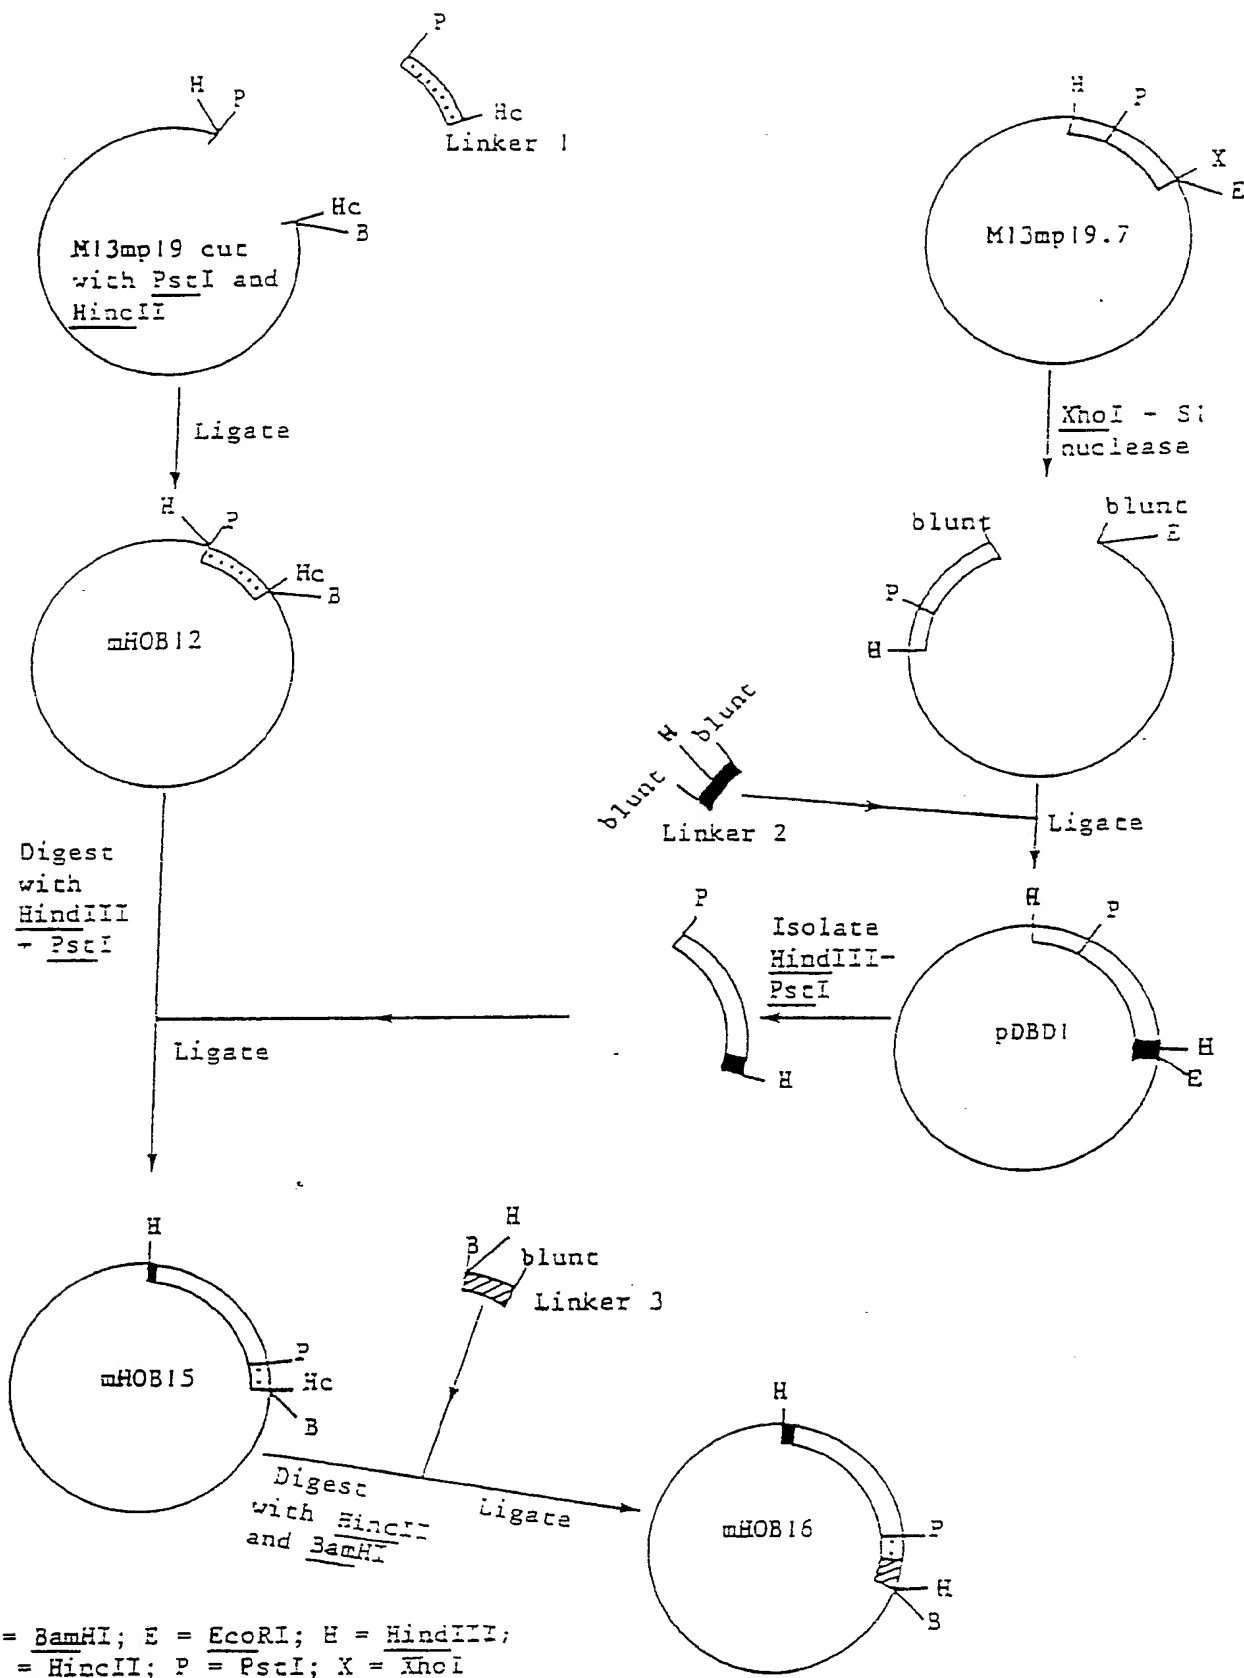 P
H
P
Hc
Linker 1
Hc
B
M13mp19 cut
with PstI and
HincII
H
P
X
E
M13mp19.7
Ligate
XhoI - S1
nuclease
H
P
Hc
B
mHOB12
blunt
blunt
E
P
H
blunt
H
blunt
Linker 2
Ligate
Digest
with
HindIII
+ PstI
P
Isolate
HindIII-
PstI
H
H
P
pDBD1
H
E
Ligate
H
mHOB15
P
Hc
B
B
H
blunt
Linker 3
Digest
with HincII
and BamHI
Ligate
H
mHOB16
P
H
B
= BamHI; E = EcoRI; H = HindIII;
= HincII; P = PstI; X = XhoI